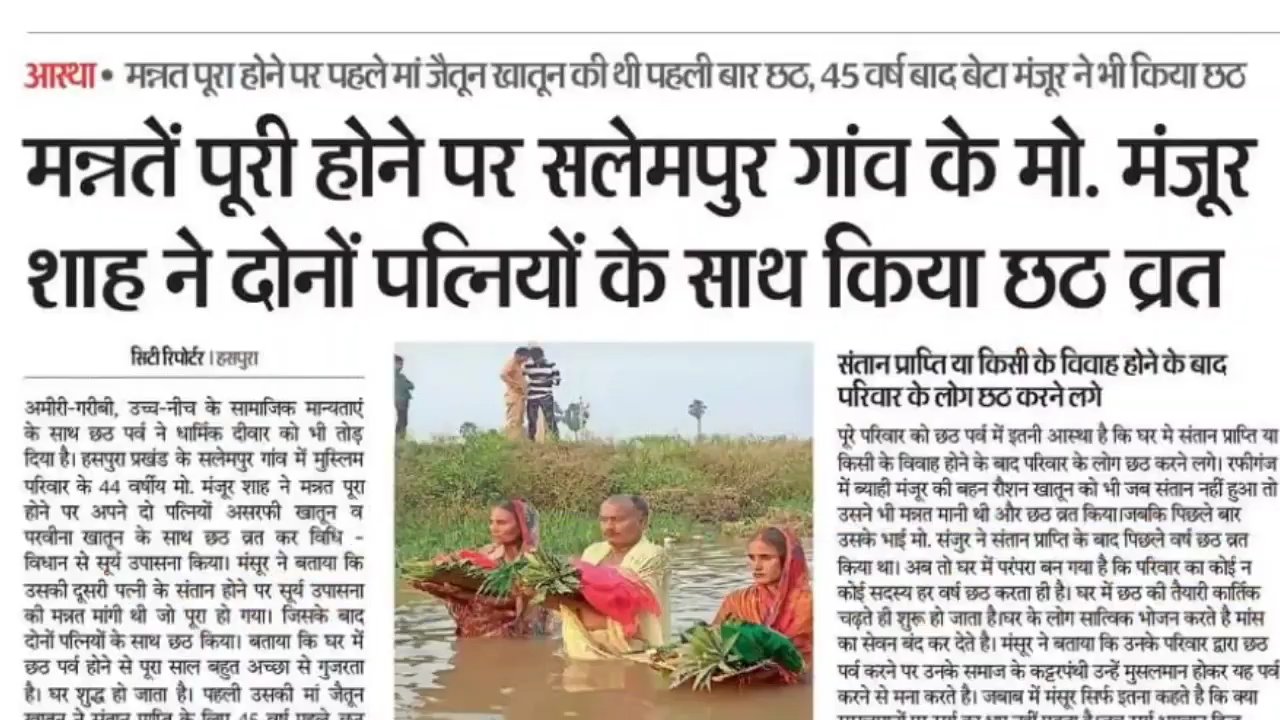 आस्था • मन्नत पूरा होने पर पहले मां जैतून खातून की थी पहली बार छठ, 45 वर्ष बाद बेटा मंजूर ने भी किया छठ
मन्नतें पूरी होने पर सलेमपुर गांव के मो. मंजूर
शाह ने दोनों पत्नियों के साथ किया छठ व्रत
सिटी रिपोर्टर | हसपुरा
अमीरी-गरीबी, उच्च-नीच के सामाजिक मान्यताएं
के साथ छठ पर्व ने धार्मिक दीवार को भी तोड़
दिया है। हसपुरा प्रखंड के सलेमपुर गांव में मुस्लिम
परिवार के 44 वर्षीय मो. मंजूर शाह ने मन्नत पूरा
होने पर अपने दो पत्नियों असरफी खातून व
परवीना खातून के साथ छठ व्रत कर विधि -
विधान से सूर्य उपासना किया। मंसूर ने बताया कि
उसकी दूसरी पत्नी के संतान होने पर सूर्य उपासना
की मन्नत मांगी थी जो पूरा हो गया। जिसके बाद
दोनों पत्नियों के साथ छठ किया। बताया कि घर में
छठ पर्व होने से पूरा साल बहुत अच्छा से गुजरता
है। घर शुद्ध हो जाता है। पहली उसकी मां जैतून
खातून ने संतान प्राप्ति के लिए 45 वर्ष पहले छठ
संतान प्राप्ति या किसी के विवाह होने के बाद
परिवार के लोग छठ करने लगे
पूरे परिवार को छठ पर्व में इतनी आस्था है कि घर मे संतान प्राप्ति या
किसी के विवाह होने के बाद परिवार के लोग छठ करने लगे। रफीगंज
में ब्याही मंजूर की बहन रौशन खातून को भी जब संतान नहीं हुआ तो
उसने भी मन्नत मानी थी और छठ व्रत किया।जबकि पिछले बार
उसके भाई मो. संजुर ने संतान प्राप्ति के बाद पिछले वर्ष छठ व्रत
किया था। अब तो घर में परंपरा बन गया है कि परिवार का कोई न
कोई सदस्य हर वर्ष छठ करता ही है। घर में छठ की तैयारी कार्तिक
चढ़ते ही शुरू हो जाता है।घर के लोग सात्विक भोजन करते है मांस
का सेवन बंद कर देते है। मंसूर ने बताया कि उनके परिवार द्वारा छठ
पर्व करने पर उनके समाज के कट्टरपंथी उन्हें मुसलमान होकर यह पर्व
करने से मना करते है। जबाब में मंसूर सिर्फ इतना कहते है कि क्या